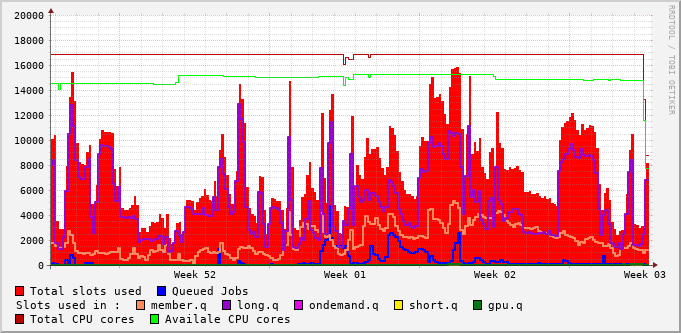 20000
18000
16000
14000
12000
10000
8000
6000
4000
2000
0
Week 52 Week 01 Week 02 Week 03
Total slots used Queued Jobs
Slots used in : member.q long.q ondemand.q short.q gpu.q
Total CPU cores Availale CPU cores
RRDTOOL / TOBI OETIKER